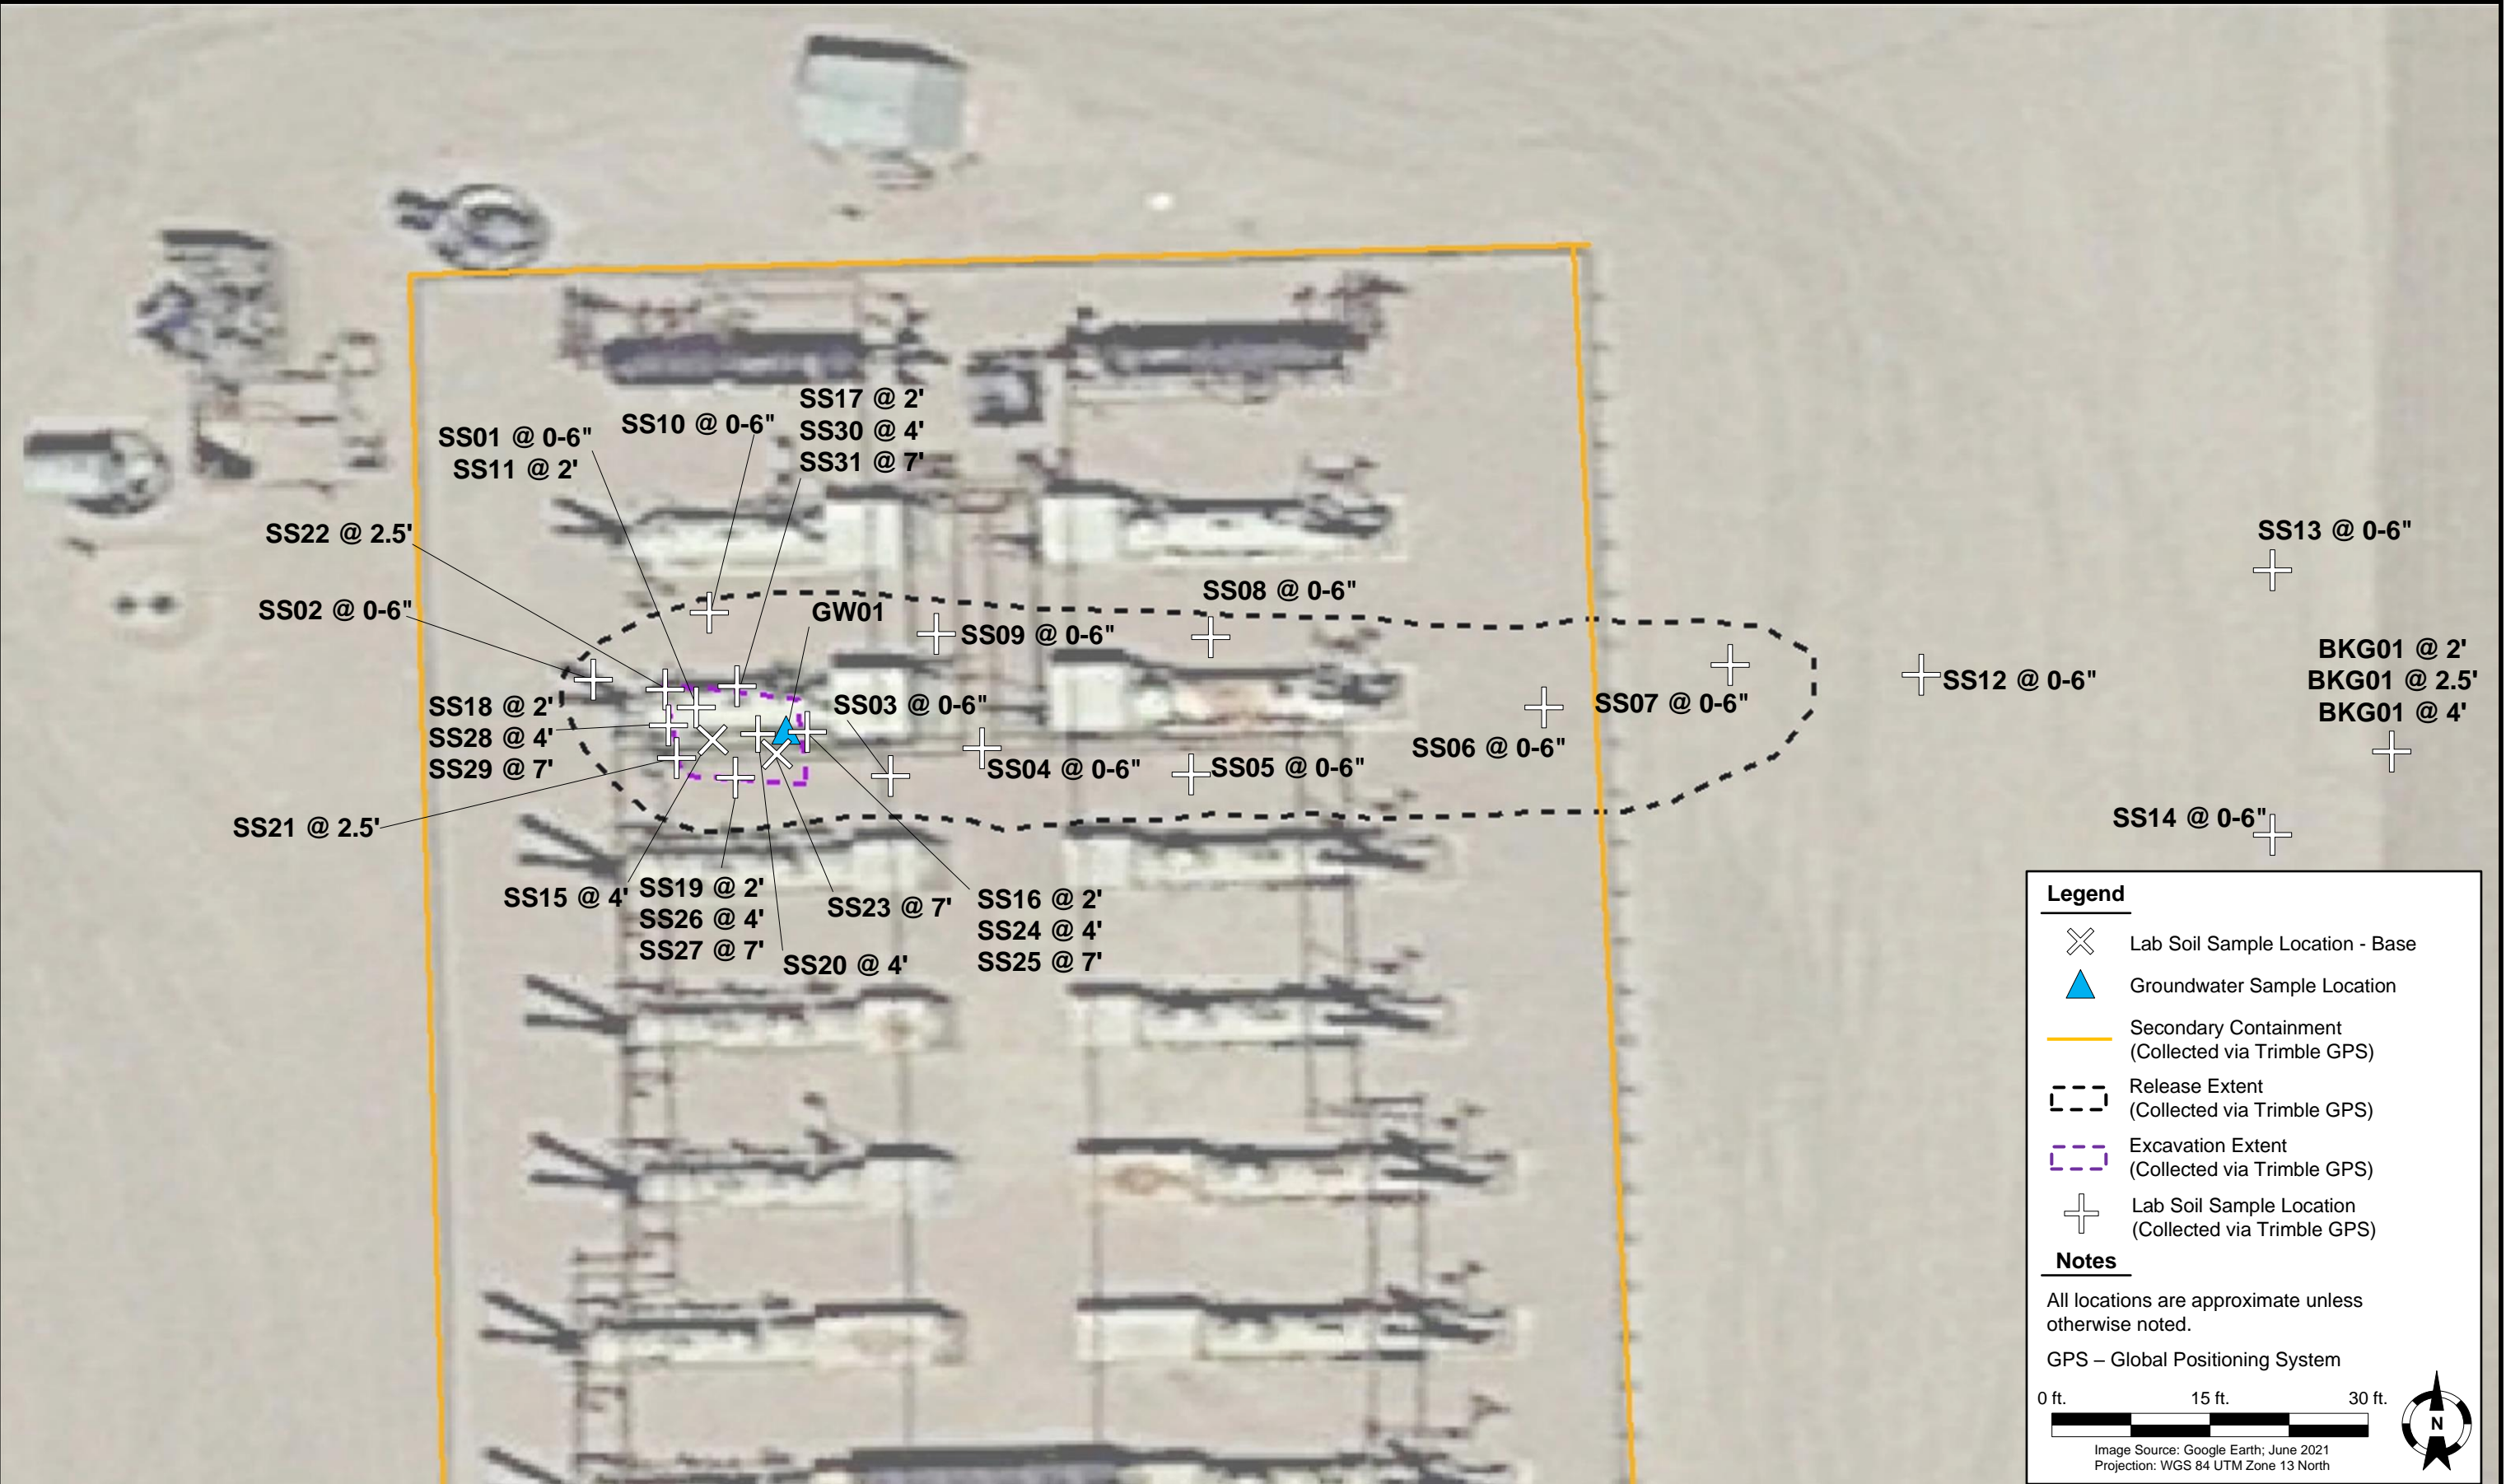 SS17 @ 2'
SS30 @ 4'
SS31 @ 7'
SS10 @ 0-6"
SS01 @ 0-6"
SS11 @ 2'
SS22 @ 2.5'
SS02 @ 0-6"
GW01
SS09 @ 0-6"
SS08 @ 0-6"
SS13 @ 0-6"
BKG01 @ 2'
BKG01 @ 2.5'
BKG01 @ 4'
SS12 @ 0-6"
SS07 @ 0-6"
SS06 @ 0-6"
SS03 @ 0-6"
SS04 @ 0-6"
SS05 @ 0-6"
SS18 @ 2'
SS28 @ 4'
SS29 @ 7'
SS21 @ 2.5'
SS14 @ 0-6"
SS15 @ 4'
SS19 @ 2'
SS26 @ 4'
SS27 @ 7'
SS23 @ 7'
SS20 @ 4'
SS16 @ 2'
SS24 @ 4'
SS25 @ 7'
Legend
Lab Soil Sample Location - Base
Groundwater Sample Location
Secondary Containment
(Collected via Trimble GPS)
Release Extent
(Collected via Trimble GPS)
Excavation Extent
(Collected via Trimble GPS)
Lab Soil Sample Location
(Collected via Trimble GPS)
Notes
All locations are approximate unless
otherwise noted.
GPS – Global Positioning System
0 ft. 15 ft. 30 ft.
N
Image Source: Google Earth; June 2021
Projection: WGS 84 UTM Zone 13 North